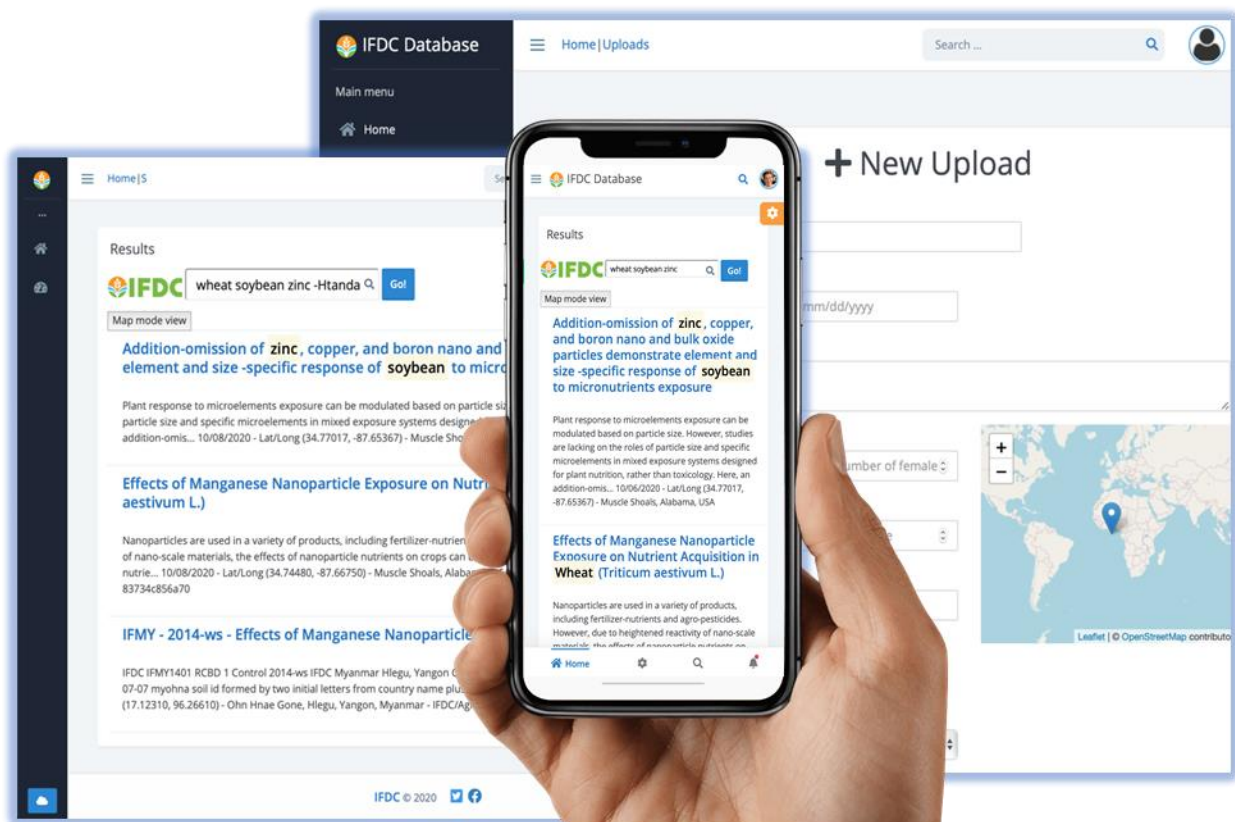 IFDC Database
Home|Uploads
Search ...
Main menu
Home
+ New Upload
mm/dd/yyyy
number of female
+
−
Leaflet | © OpenStreetMap contributo
Home|S
Se
Results
IFDC
wheat soybean zinc -Htanda
Go!
Map mode view
Addition-omission of zinc, copper, and boron nano and
element and size -specific response of soybean to micro
Plant response to microelements exposure can be modulated based on particle siz
particle size and specific microelements in mixed exposure systems designed
addition-omis... 10/08/2020 - Lat/Long (34.77017, -87.65367) - Muscle Sho
Effects of Manganese Nanoparticle Exposure on Nutri
aestivum L.)
Nanoparticles are used in a variety of products, including fertilizer-nutrien
of nano-scale materials, the effects of nanoparticle nutrients on crops can
nutrie... 10/08/2020 - Lat/Long (34.74480, -87.66750) - Muscle Shoals, Alaba
83734c856a70
IFMY - 2014-ws - Effects of Manganese Nanoparticle
IFDC IFMY1401 RCBD 1 Control 2014-ws IFDC Myanmar Hlegu, Yangon
07-07 myohna soil id formed by two initial letters from country name plu
(17.12310, 96.26610) - Ohn Hnae Gone, Hlegu, Yangon, Myanmar - IFDC/Ag
IFDC © 2020
IFDC Database
Results
IFDC
wheat soybean zinc
Go!
Map mode view
Addition-omission of zinc, copper,
and boron nano and bulk oxide
particles demonstrate element and
size -specific response of soybean
to micronutrients exposure
Plant response to microelements exposure can be
modulated based on particle size. However, studies
are lacking on the roles of particle size and specific
microelements in mixed exposure systems designed
for plant nutrition, rather than toxicology. Here, an
addition-omis... 10/06/2020 - Lat/Long (34.77017,
-87.65367) - Muscle Shoals, Alabama, USA
Effects of Manganese Nanoparticle
Exposure on Nutrient Acquisition in
Wheat (Triticum aestivum L.)
Nanoparticles are used in a variety of products,
including fertilizer-nutrients and agro-pesticides.
However, due to heightened reactivity of nano-scale
materials, the effects of nanoparticle nutrients on
Home